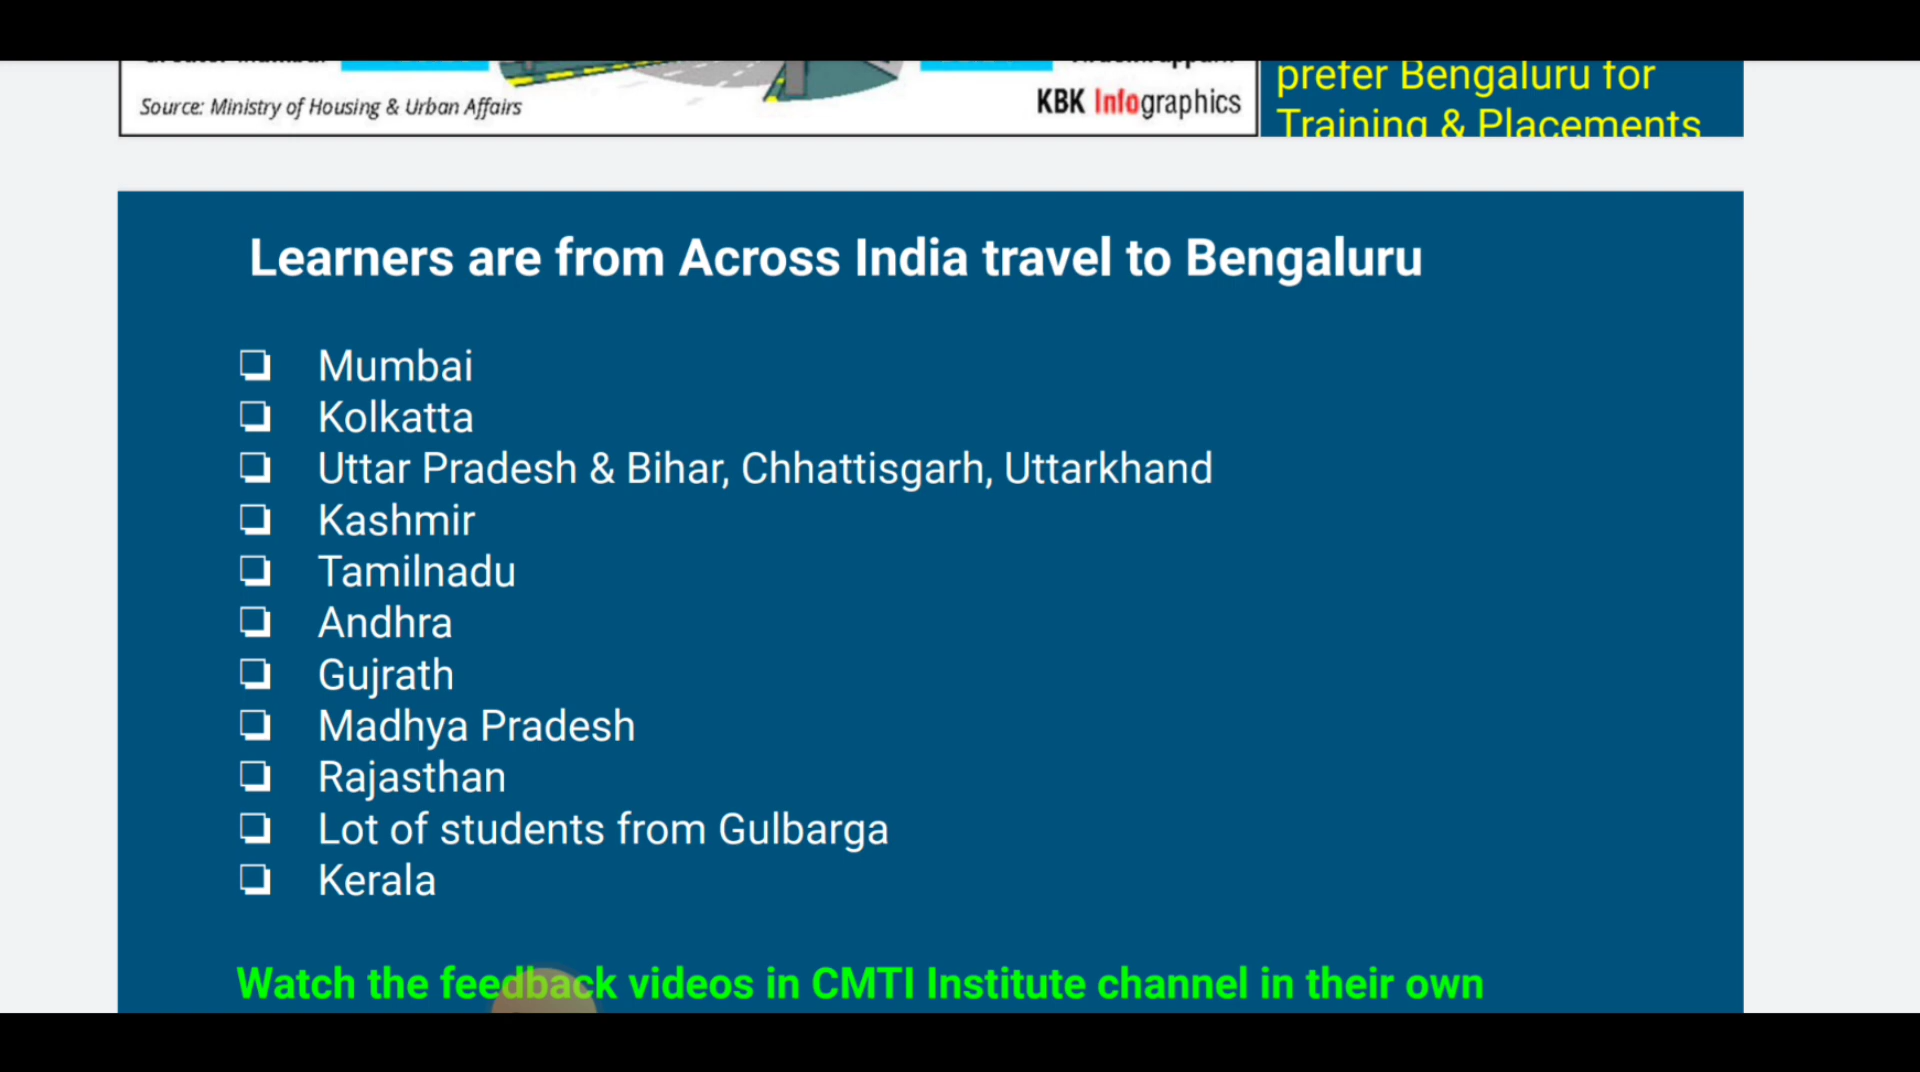 Source: Ministry of Housing & Urban Affairs
KBK Infographics
prefer Bengaluru for
Training & Placements
Learners are from Across India travel to Bengaluru
❏ Mumbai
❏ Kolkatta
❏ Uttar Pradesh & Bihar, Chhattisgarh, Uttarkhand
❏ Kashmir
❏ Tamilnadu
❏ Andhra
❏ Gujrath
❏ Madhya Pradesh
❏ Rajasthan
❏ Lot of students from Gulbarga
❏ Kerala
Watch the feedback videos in CMTI Institute channel in their own